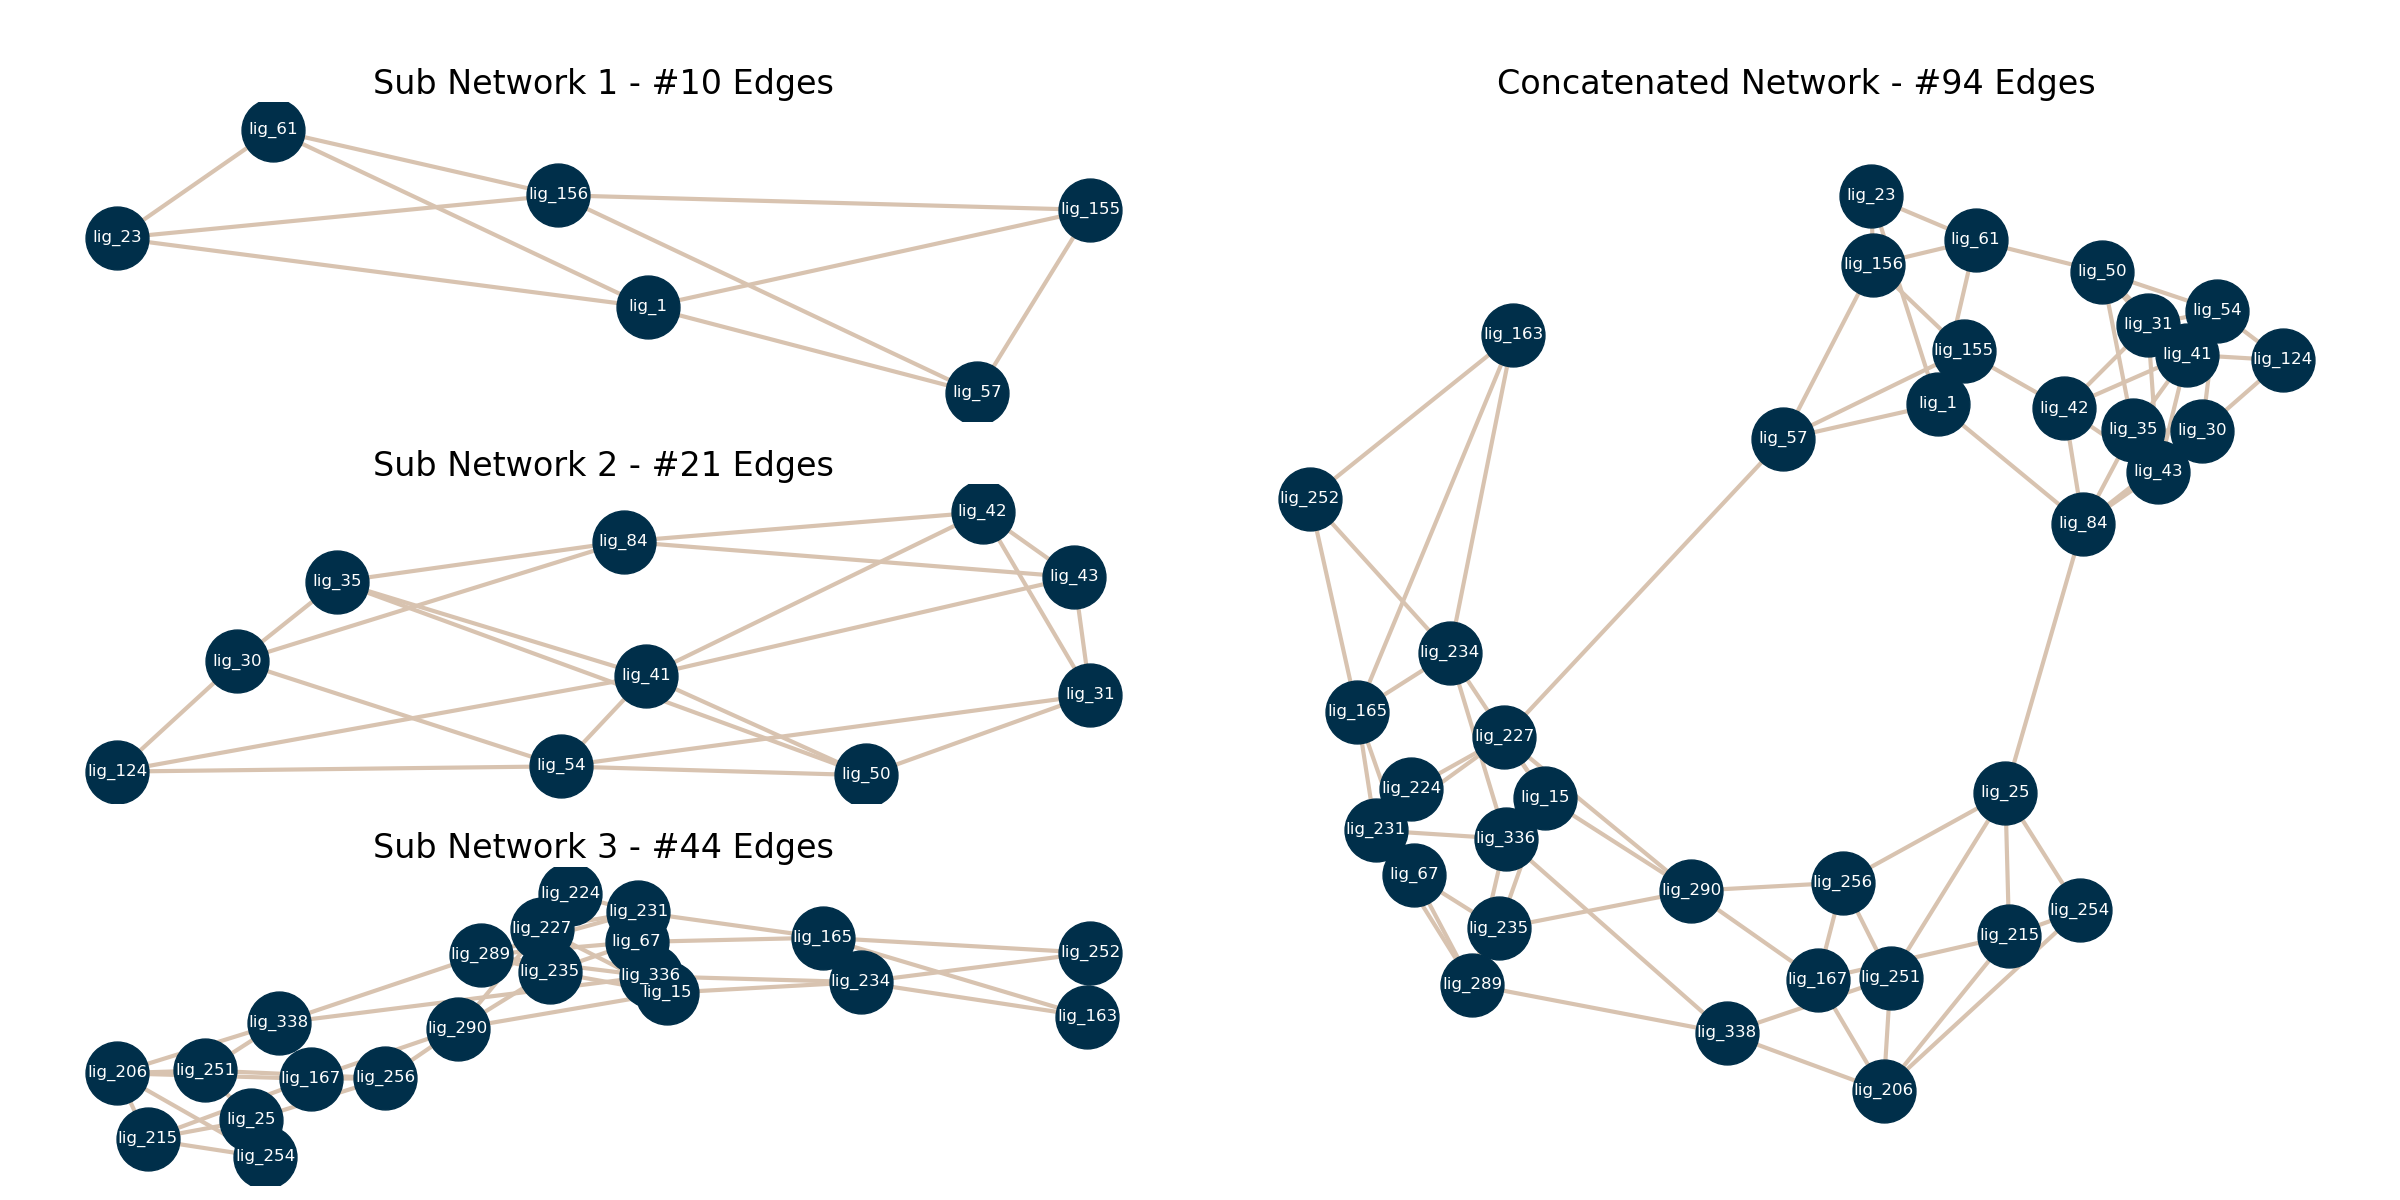 Sub Network 1 - #10 Edges
lig_61
lig_156
lig_155
lig_23
lig_1
lig_57
Sub Network 2 - #21 Edges
lig_42
lig_84
lig_35
lig_43
lig_30
lig_41
lig_31
lig_124
lig_54
lig_50
Sub Network 3 - #44 Edges
lig_224
lig_231
lig_227
lig_67
lig_165
lig_289
lig_252
lig_235
lig_336
lig_234
lig_15
lig_163
lig_338
lig_290
lig_206
lig_251
lig_167
lig_256
lig_25
lig_215
lig_254
Concatenated Network - #94 Edges
lig_23
lig_61
lig_156
lig_50
lig_54
lig_31
lig_163
lig_155
lig_41
lig_124
lig_1
lig_42
lig_35
lig_30
lig_57
lig_43
lig_252
lig_84
lig_234
lig_165
lig_227
lig_224
lig_15
lig_25
lig_231
lig_336
lig_67
lig_290
lig_256
lig_254
lig_235
lig_215
lig_289
lig_167
lig_251
lig_338
lig_206